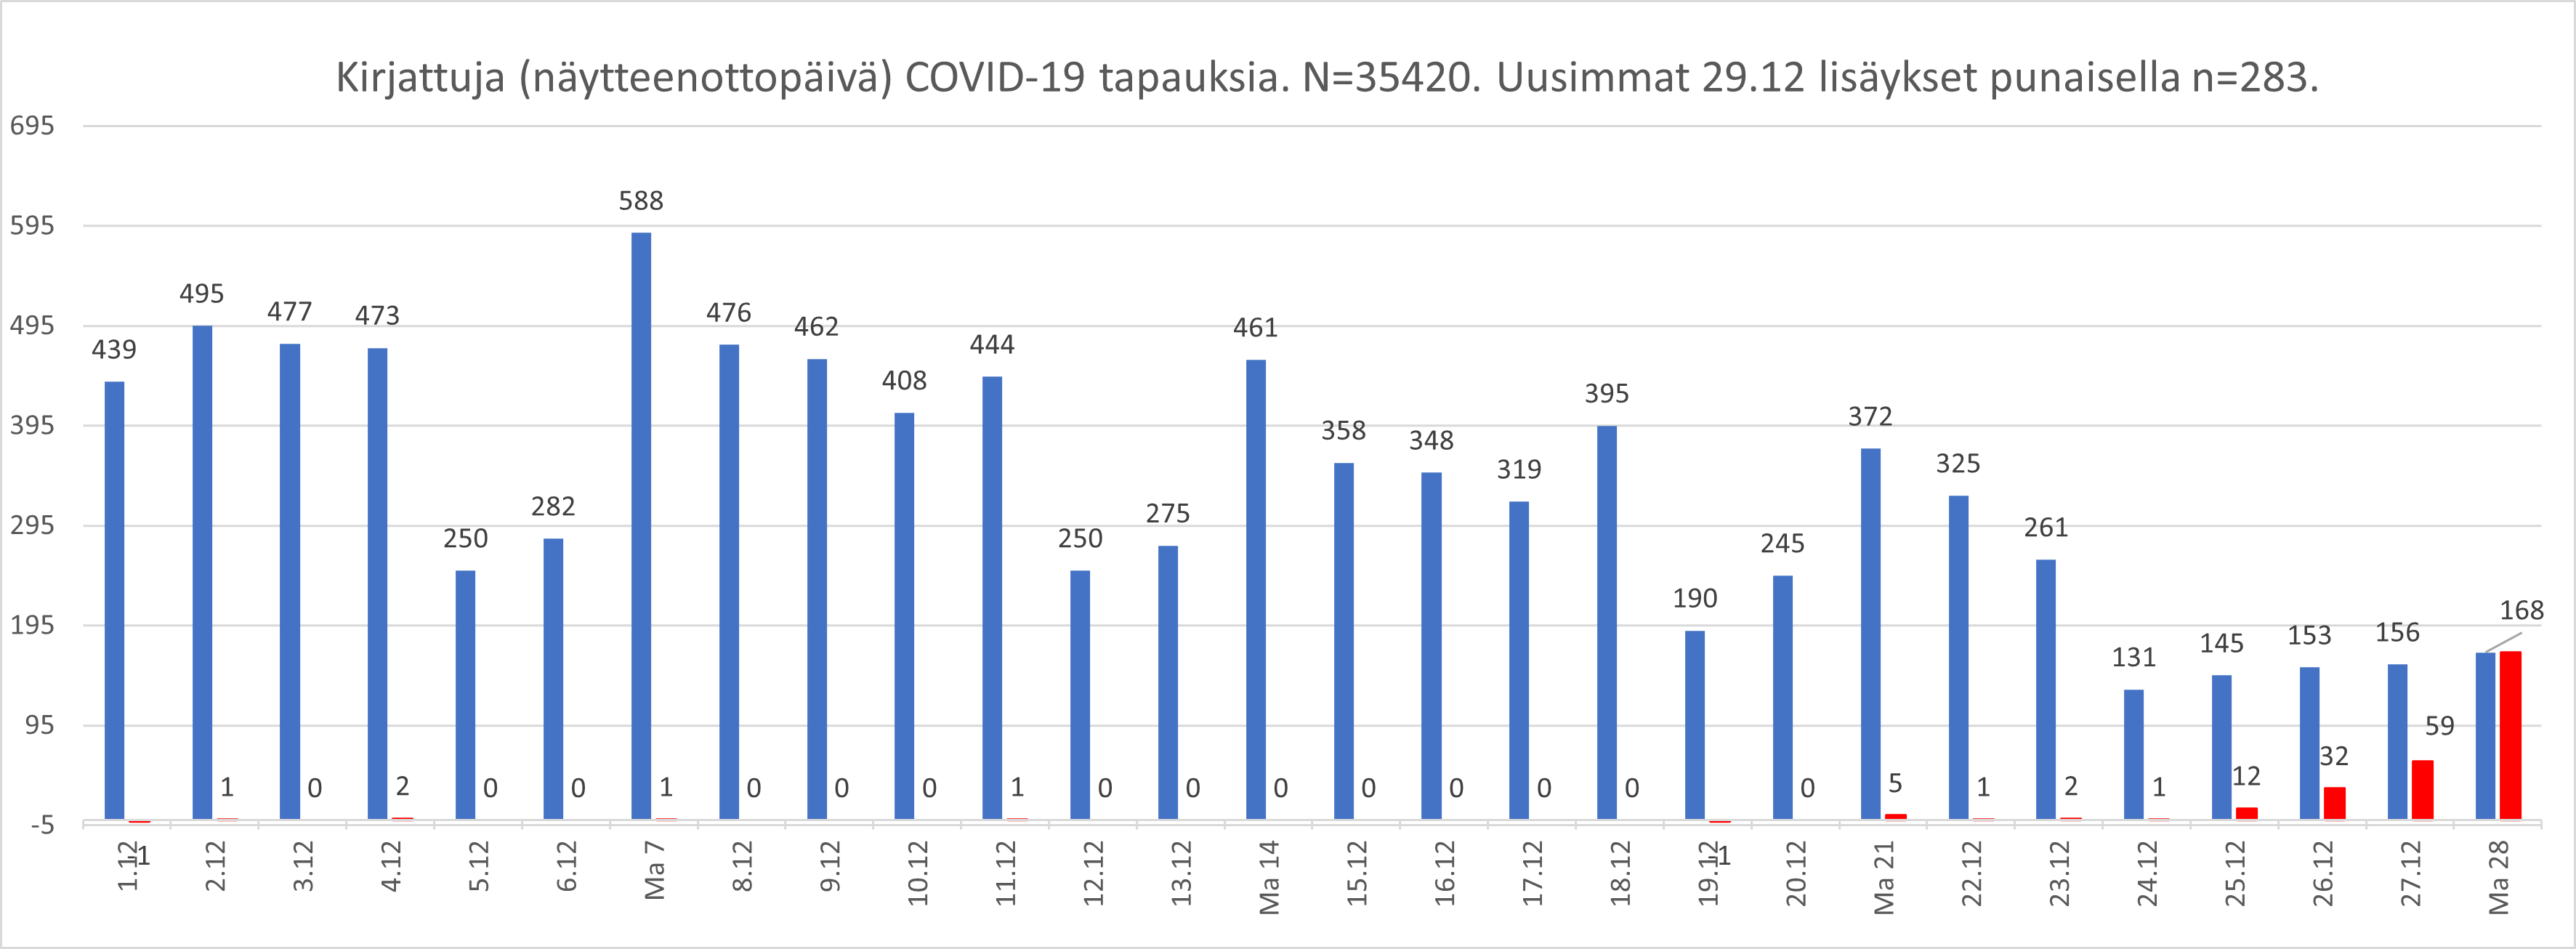 Kirjattuja (näytteenottopäivä) COVID-19 tapauksia. N=35420. Uusimmat 29.12 lisäykset punaisella n=283.
695
595
495
395
295
195
95
-5
439 495 477 473 250 282 588 476 462 408 444 250 275 461 358 348 319 395 190 245 372 325 261 131 145 153 156 168
-1 1 0 2 0 0 1 0 0 0 1 0 0 0 0 0 0 0 -1 0 5 1 2 1 12 32 59
1.12 2.12 3.12 4.12 5.12 6.12 Ma 7 8.12 9.12 10.12 11.12 12.12 13.12 Ma 14 15.12 16.12 17.12 18.12 19.12 20.12 Ma 21 22.12 23.12 24.12 25.12 26.12 27.12 Ma 28